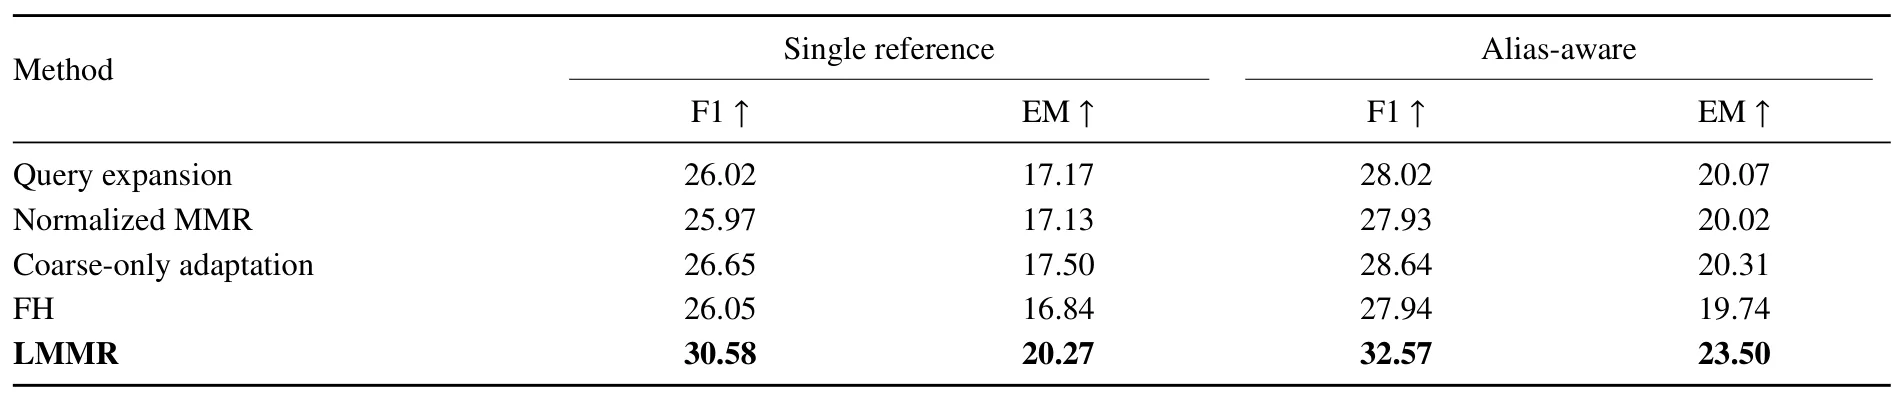 Method Single reference Alias-aware
F1 ↑ EM ↑ F1 ↑ EM ↑
Query expansion 26.02 17.17 28.02 20.07
Normalized MMR 25.97 17.13 27.93 20.02
Coarse-only adaptation 26.65 17.50 28.64 20.31
FH 26.05 16.84 27.94 19.74
LMMR 30.58 20.27 32.57 23.50